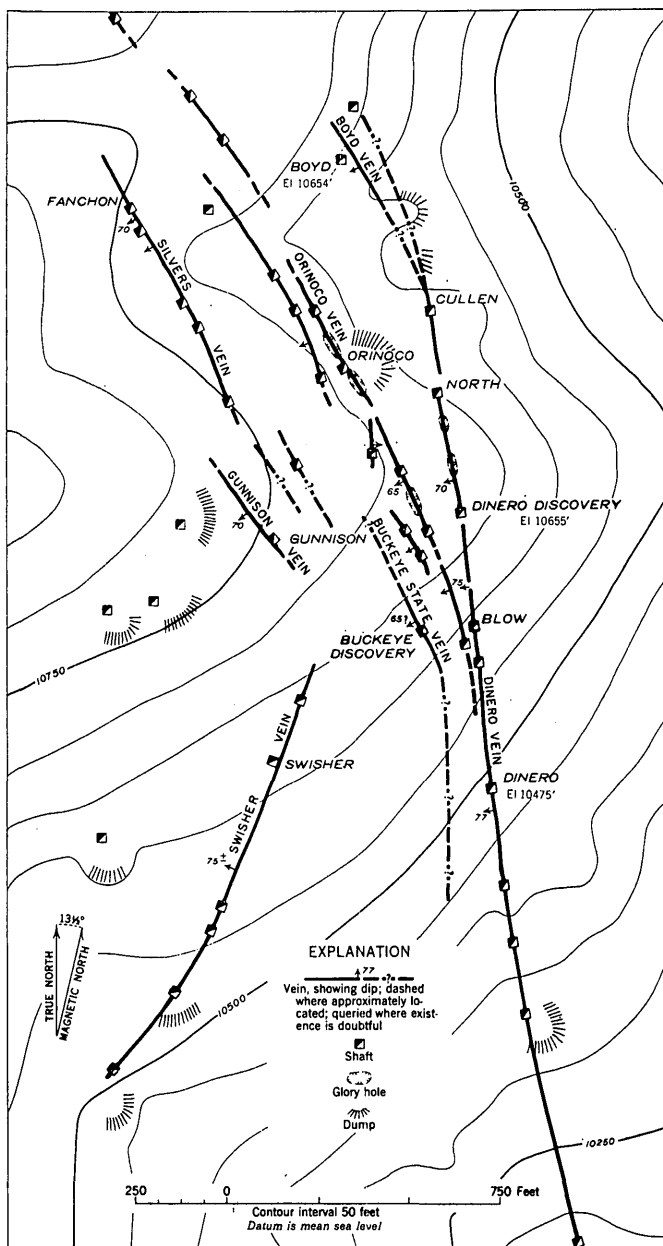 BOYD VEIN
BOYD
El 10654'
10500
FANCHON
70
SILVERS
VEIN
ORINOCO VEIN
CULLEN
ORINOCO
NORTH
65
70
DINERO DISCOVERY
El 10655'
GUNNISON
VEIN
70
GUNNISON
BUCKEYE STATE VEIN
75
65?
BUCKEYE
DISCOVERY
BLOW
10750
DINERO VEIN
VEIN
SWISHER
SWISHER
DINERO
El 10475'
77
75±
13½°
TRUE NORTH
MAGNETIC NORTH
EXPLANATION
77
?
?
Vein, showing dip; dashed
where approximately lo-
cated; queried where exist-
ence is doubtful
10500
Shaft
Glory hole
Dump
10250
250 0 750 Feet
Contour interval 50 feet
Datum is mean sea level